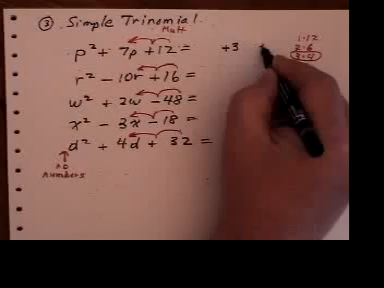 ③ Simple Trinomial
Mult
p² + 7p + 12 = +3
1·12
2·6
3·4
r² - 10r + 16 =
w² + 2w - 48 =
x² - 3x - 18 =
d² + 4d + 32 =
no
numbers